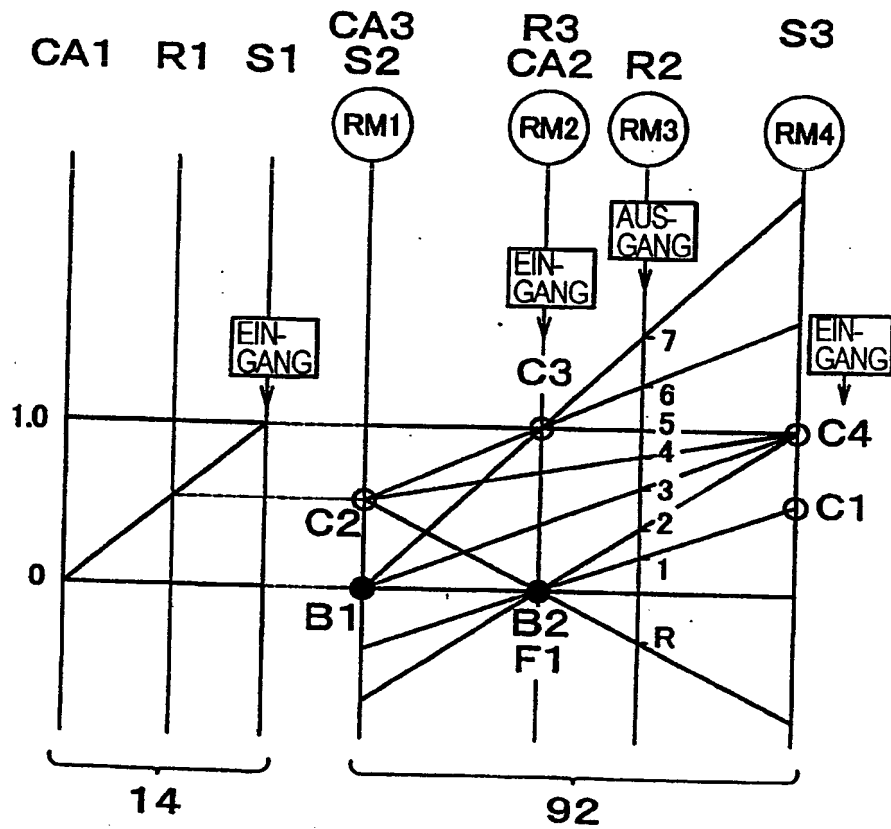 CA1
R1
S1
CA3
S2
R3
CA2
R2
S3
RM1
RM2
RM3
RM4
AUS-
GANG
EIN-
GANG
EIN-
GANG
EIN-
GANG
7
C3
6
1.0
5
C4
4
3
C1
C2
2
1
0
B1
B2
F1
R
14
92